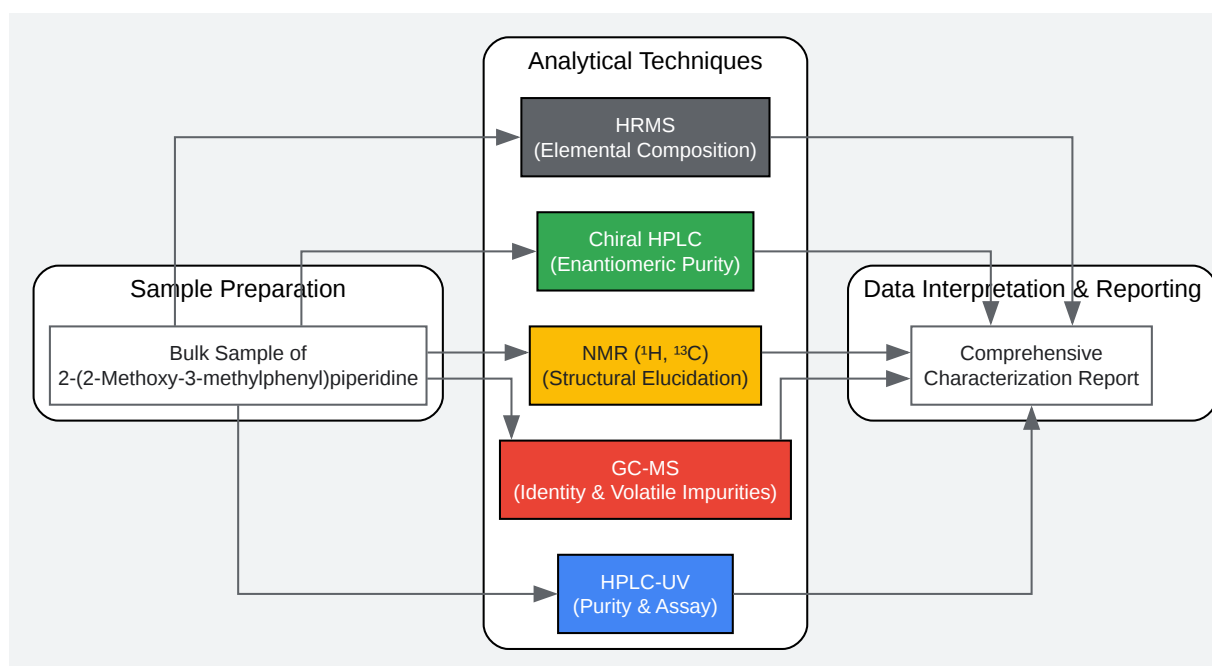 Analytical Techniques
HRMS
(Elemental Composition)
Chiral HPLC
(Enantiomeric Purity)
Sample Preparation
Bulk Sample of
2-(2-Methoxy-3-methylphenyl)piperidine
NMR (¹H, ¹³C)
(Structural Elucidation)
Data Interpretation & Reporting
Comprehensive
Characterization Report
GC-MS
(Identity & Volatile Impurities)
HPLC-UV
(Purity & Assay)